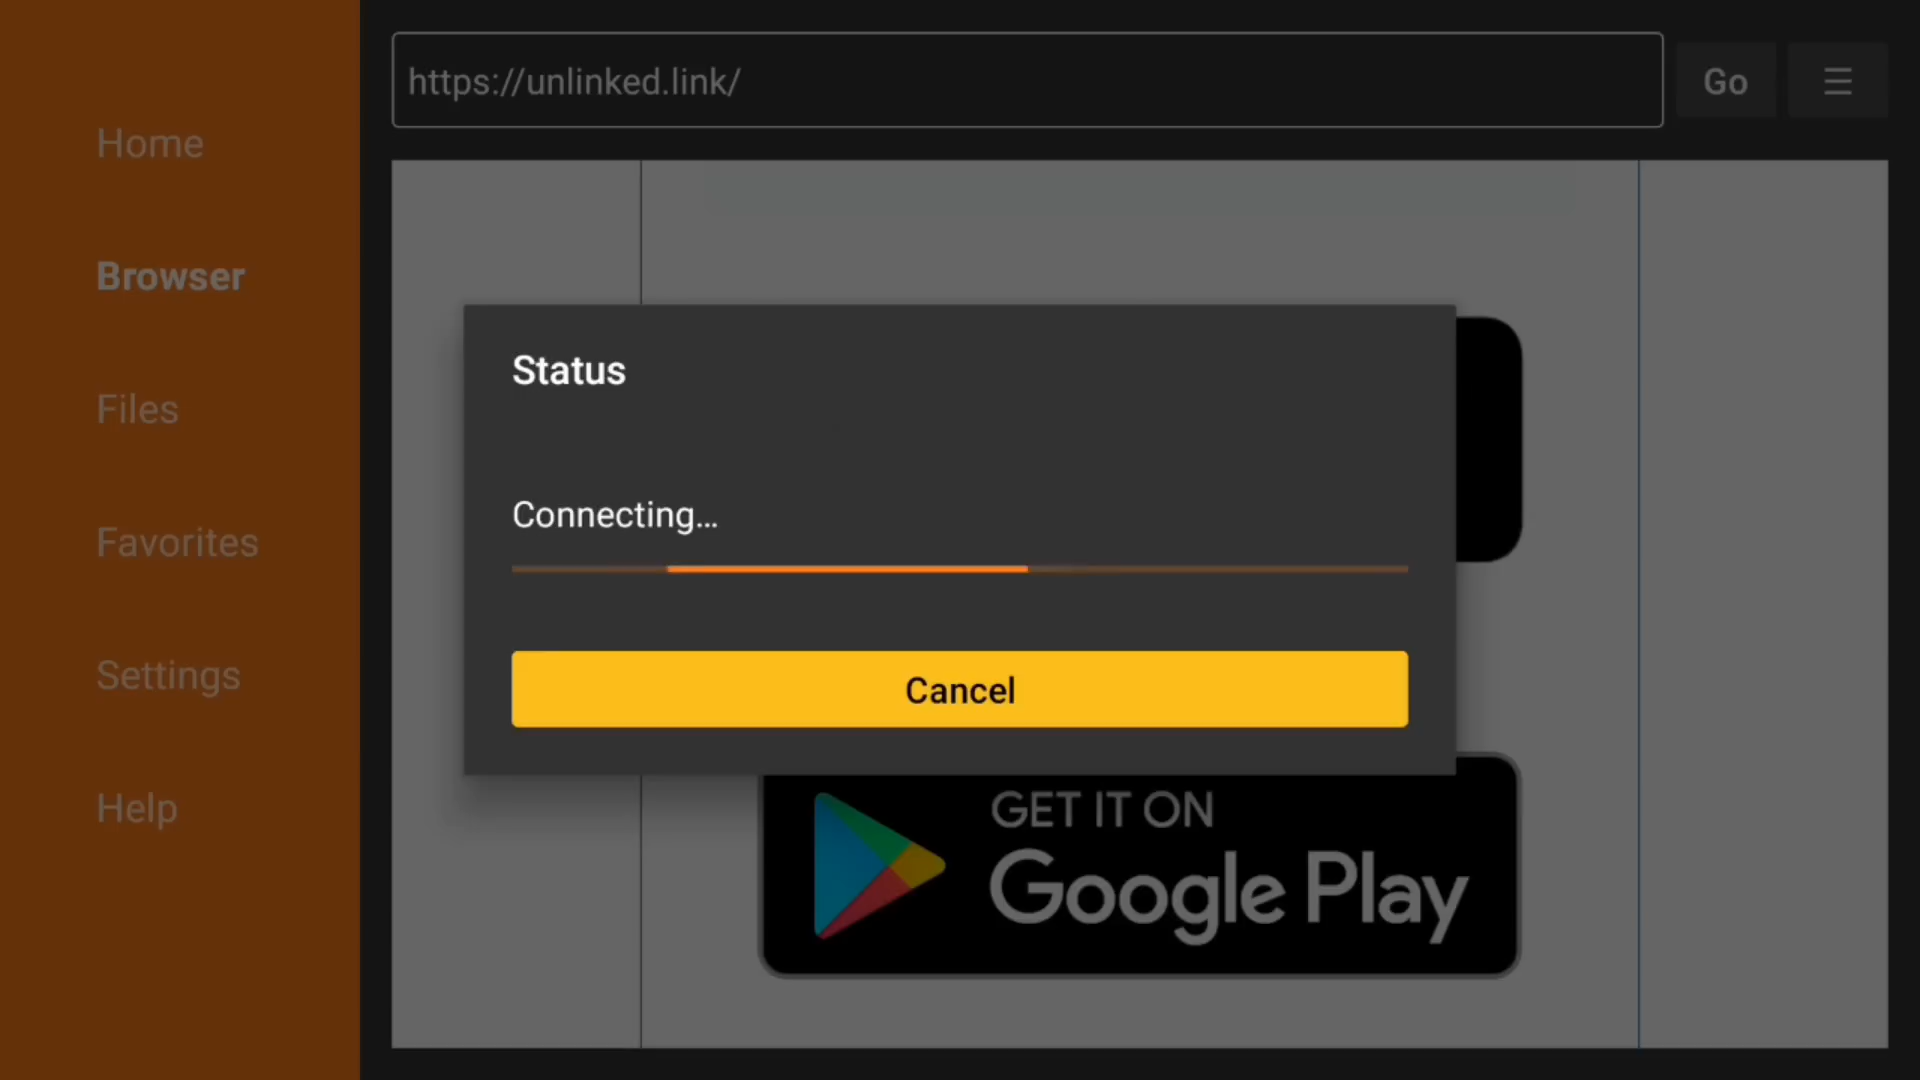 Home
Browser
Files
Favorites
Settings
Help
https://unlinked.link/
Go
Status
Connecting...
Cancel
GET IT ON
Google Play